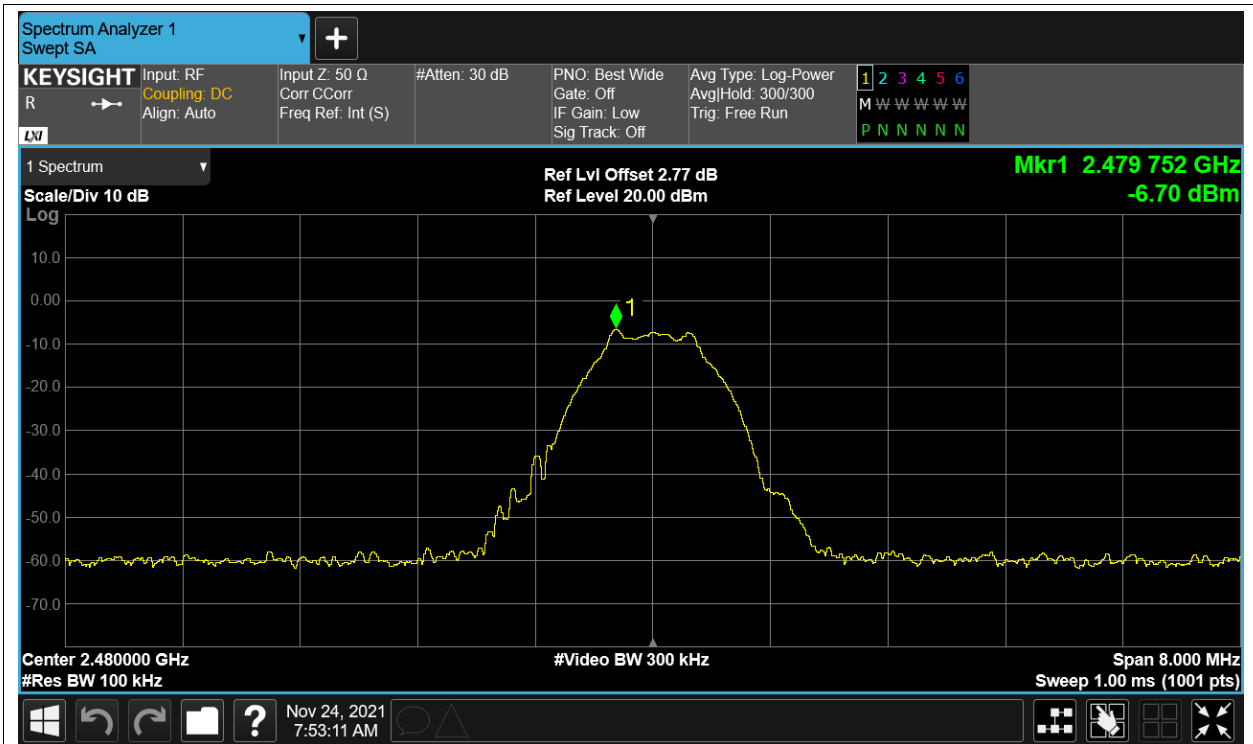 Spectrum Analyzer 1
Swept SA
KEYSIGHT
R
LXI
Input: RF
Coupling: DC
Align: Auto
Input Z: 50 Ω
Corr CCorr
Freq Ref: Int (S)
#Atten: 30 dB
PNO: Best Wide
Gate: Off
IF Gain: Low
Sig Track: Off
Avg Type: Log-Power
Avg|Hold: 300/300
Trig: Free Run
1 2 3 4 5 6
M W W W W W
P N N N N N
1 Spectrum
Scale/Div 10 dB
Log
Ref Lvl Offset 2.77 dB
Ref Level 20.00 dBm
Mkr1 2.479 752 GHz
-6.70 dBm
10.0
0.00
1
-10.0
-20.0
-30.0
-40.0
-50.0
-60.0
-70.0
Center 2.480000 GHz
#Res BW 100 kHz
#Video BW 300 kHz
Span 8.000 MHz
Sweep 1.00 ms (1001 pts)
?
Nov 24, 2021
7:53:11 AM